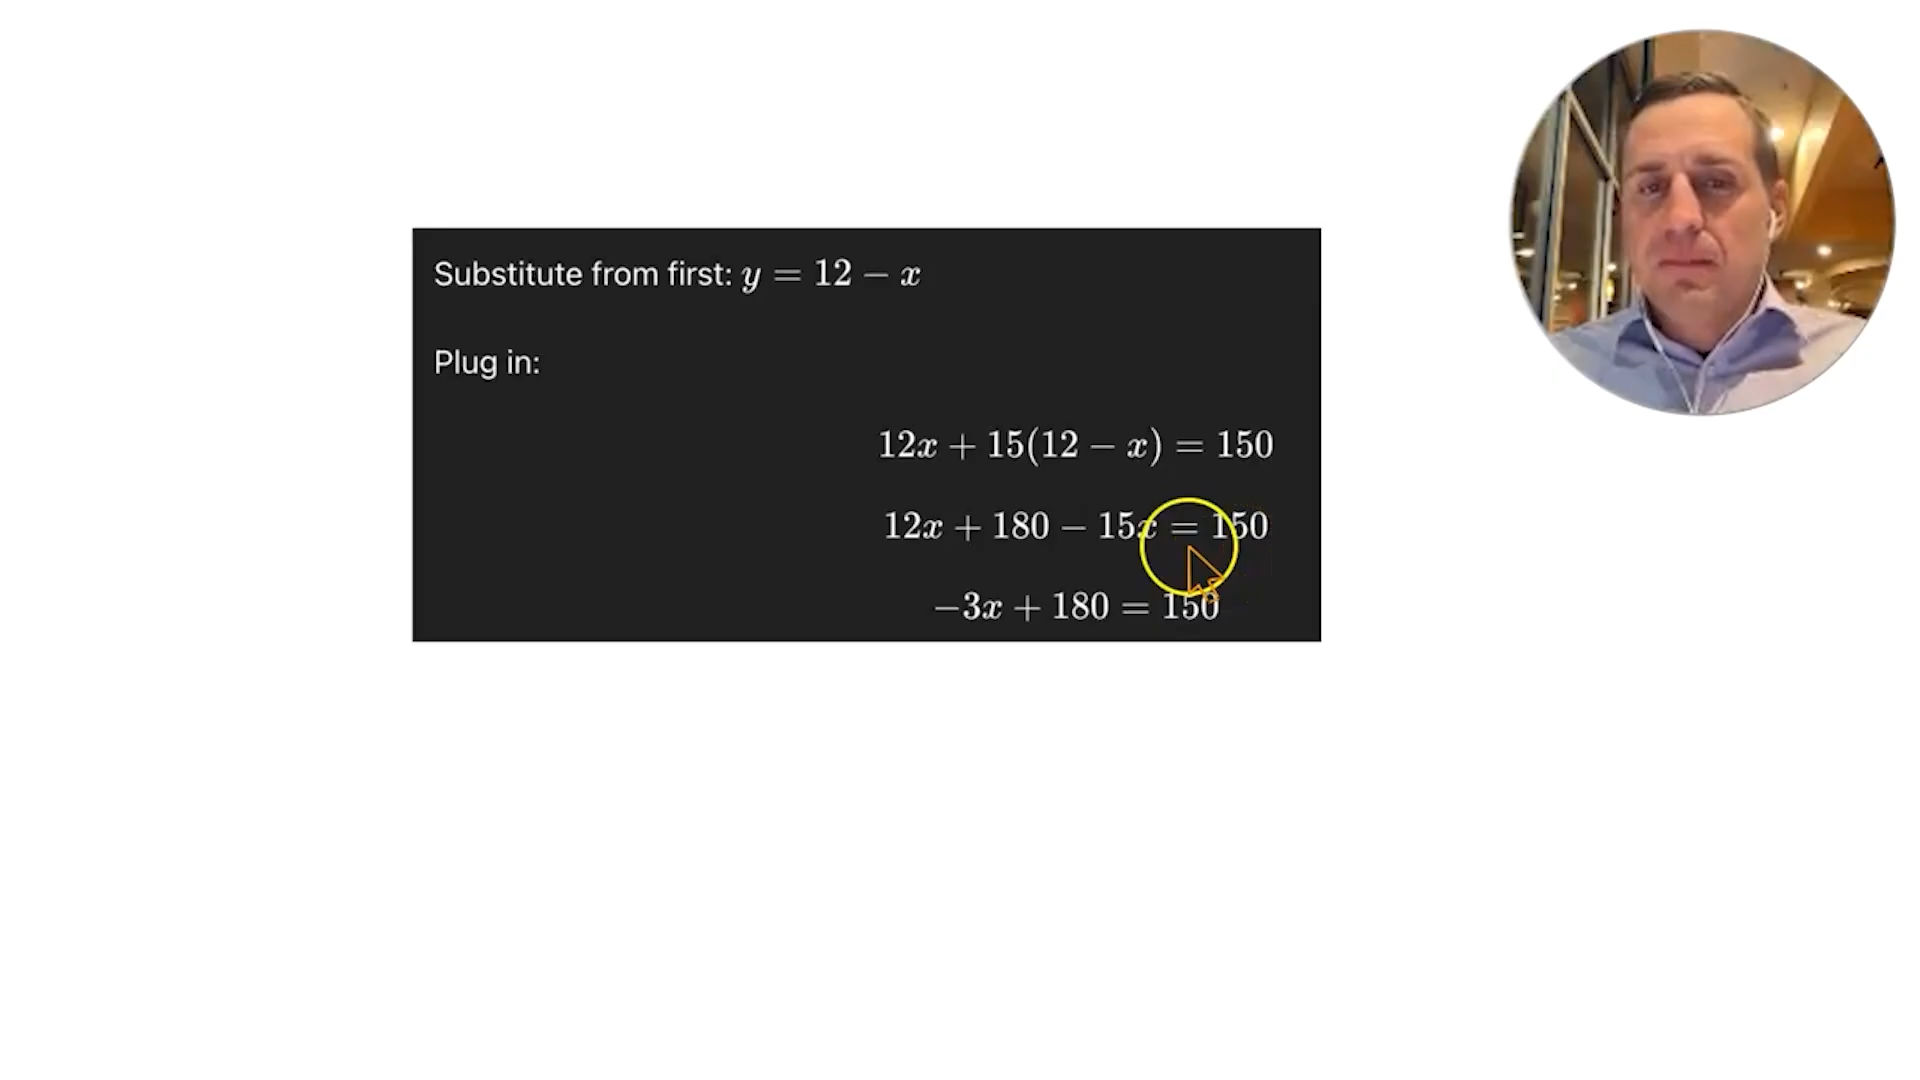 Substitute from first: y = 12 − x
Plug in:
12x + 15(12 − x) = 150
12x + 180 − 15x = 150
−3x + 180 = 150